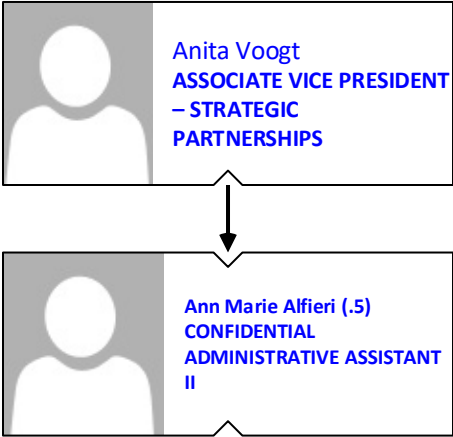 Anita Voogt
ASSOCIATE VICE PRESIDENT
– STRATEGIC
PARTNERSHIPS
Ann Marie Alfieri (.5)
CONFIDENTIAL
ADMINISTRATIVE ASSISTANT
II